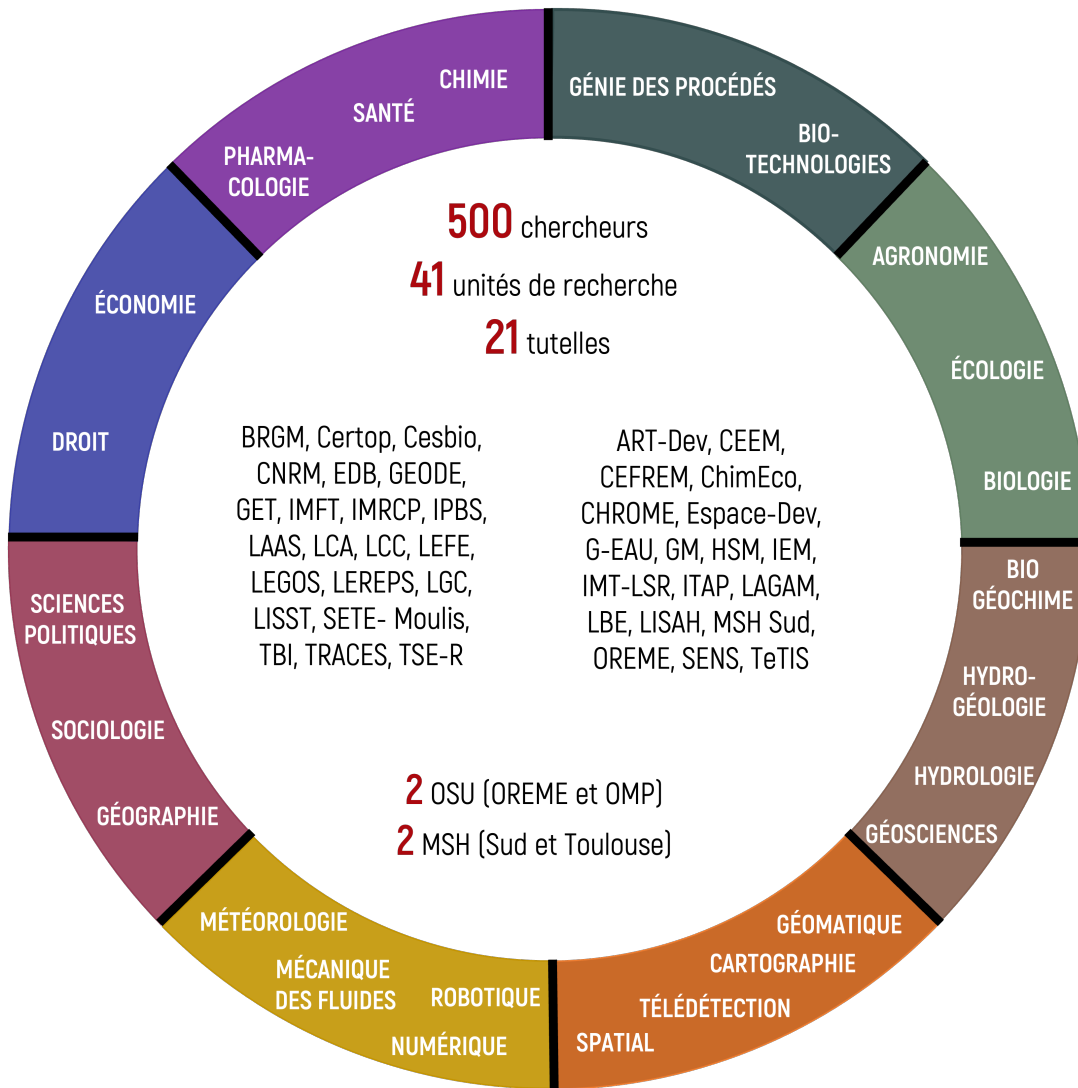 CHIMIE
SANTÉ
PHARMA-
COLOGIE
GÉNIE DES PROCÉDÉS
BIO-
TECHNOLOGIES
AGRONOMIE
ÉCOLOGIE
BIOLOGIE
BIO
GÉOCHIME
HYDRO-
GÉOLOGIE
HYDROLOGIE
GÉOSCIENCES
GÉOMATIQUE
CARTOGRAPHIE
TÉLÉDÉTECTION
SPATIAL
ROBOTIQUE
NUMÉRIQUE
MÉCANIQUE
DES FLUIDES
MÉTÉOROLOGIE
GÉOGRAPHIE
SOCIOLOGIE
SCIENCES
POLITIQUES
DROIT
ÉCONOMIE
500 chercheurs
41 unités de recherche
21 tutelles
BRGM, Certop, Cesbio,
CNRM, EDB, GEODE,
GET, IMFT, IMRCP, IPBS,
LAAS, LCA, LCC, LEFE,
LEGOS, LEREPS, LGC,
LISST, SETE- Moulis,
TBI, TRACES, TSE-R
ART-Dev, CEEM,
CEFREM, ChimEco,
CHROME, Espace-Dev,
G-EAU, GM, HSM, IEM,
IMT-LSR, ITAP, LAGAM,
LBE, LISAH, MSH Sud,
OREME, SENS, TeTIS
2 OSU (OREME et OMP)
2 MSH (Sud et Toulouse)